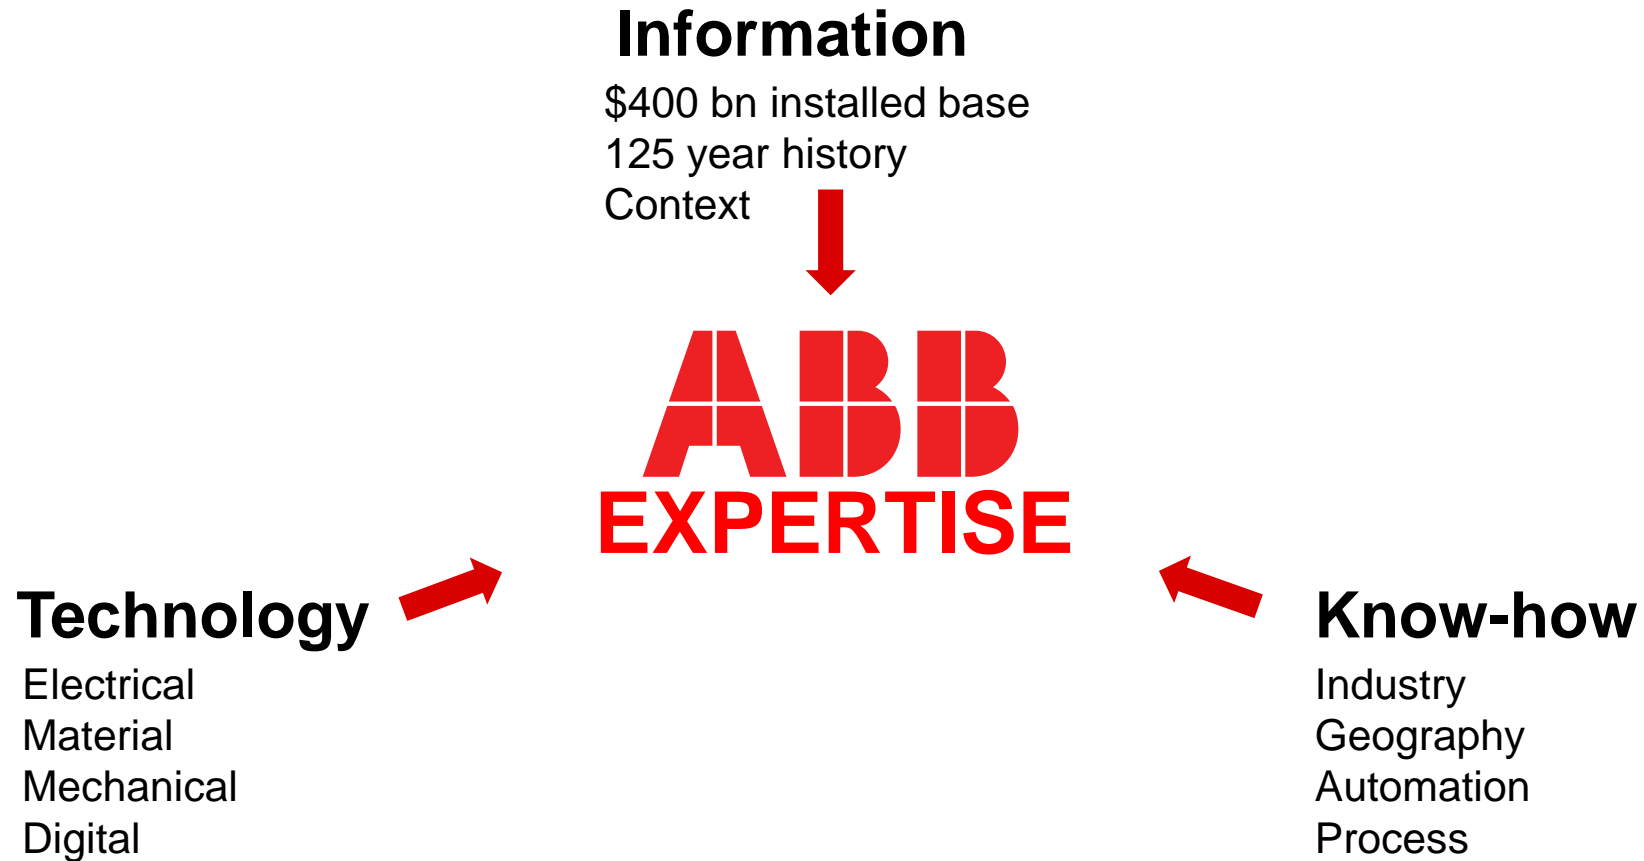 Information
$400 bn installed base
125 year history
Context
ABB
EXPERTISE
Technology
Electrical
Material
Mechanical
Digital
Know-how
Industry
Geography
Automation
Process